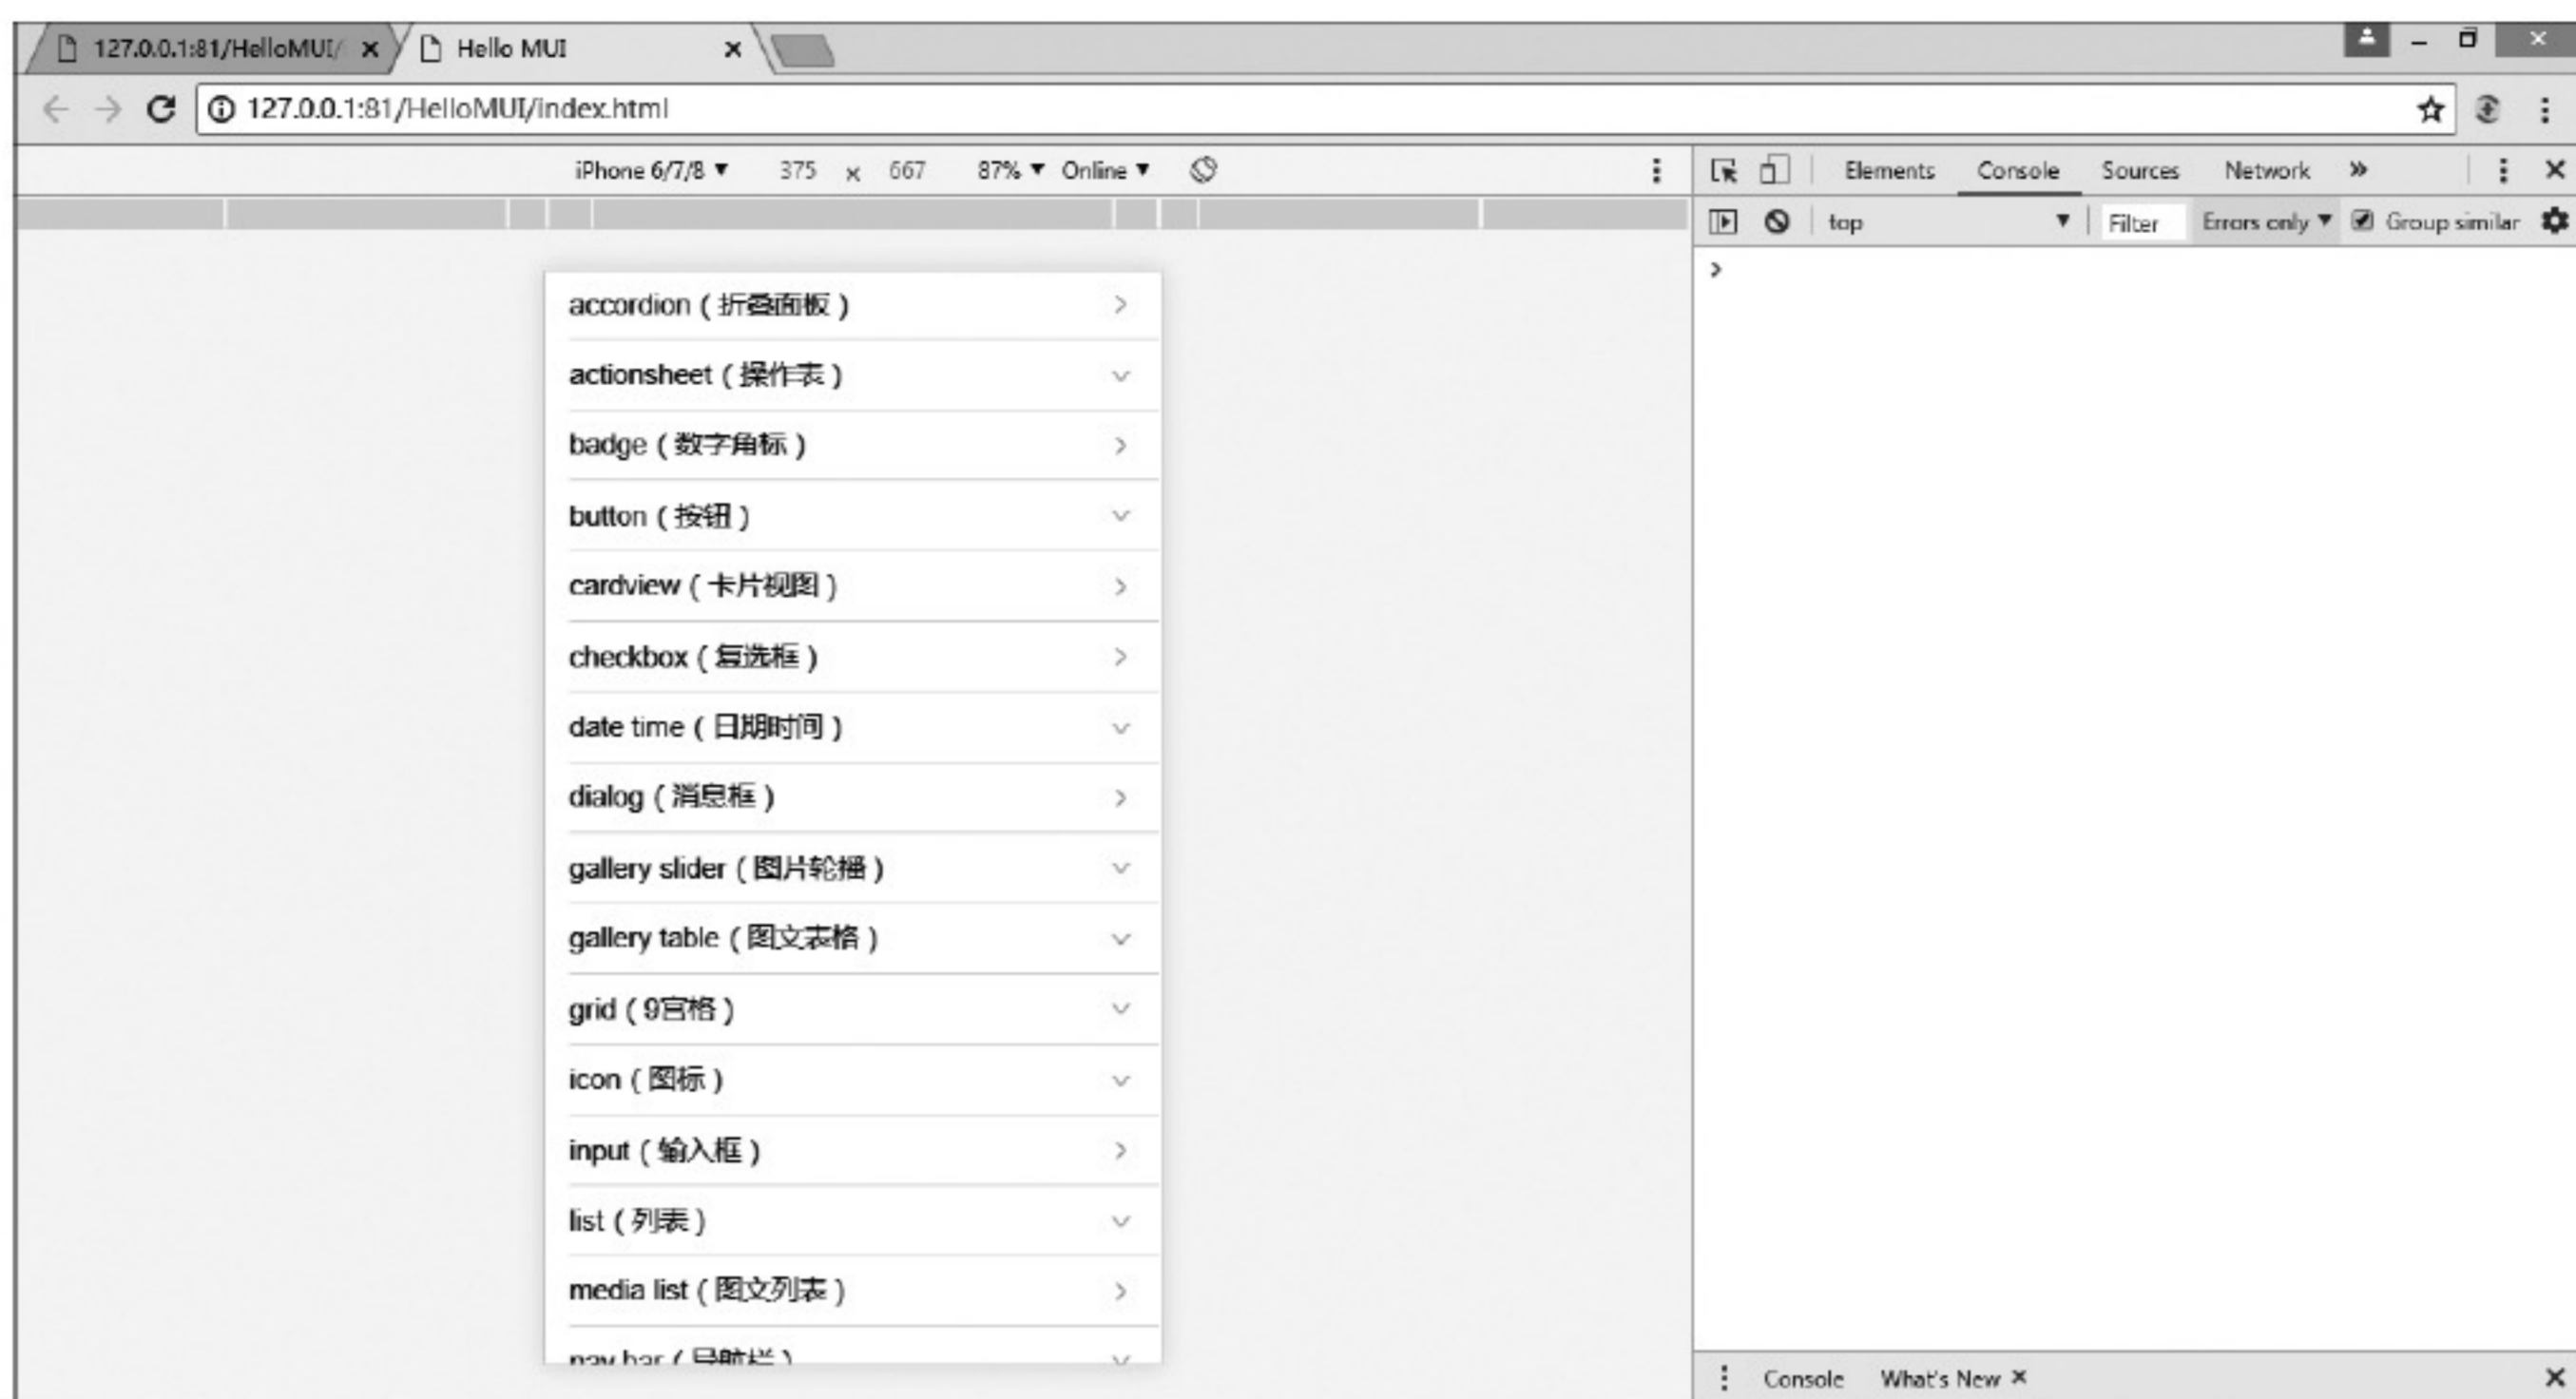 127.0.0.1:81/HelloMUI/ Hello MUI
127.0.0.1:81/HelloMUI/index.html
iPhone 6/7/8 375 x 667 87% Online
Elements Console Sources Network
top Filter Errors only Group similar
accordion ( 折叠面板 )
actionsheet ( 操作表 )
badge ( 数字角标 )
button ( 按钮 )
cardview ( 卡片视图 )
checkbox ( 复选框 )
date time ( 日期时间 )
dialog ( 消息框 )
gallery slider ( 图片轮播 )
gallery table ( 图文表格 )
grid ( 9宫格 )
icon ( 图标 )
input ( 输入框 )
list ( 列表 )
media list ( 图文列表 )
nav bar ( 导航栏 )
Console What's New